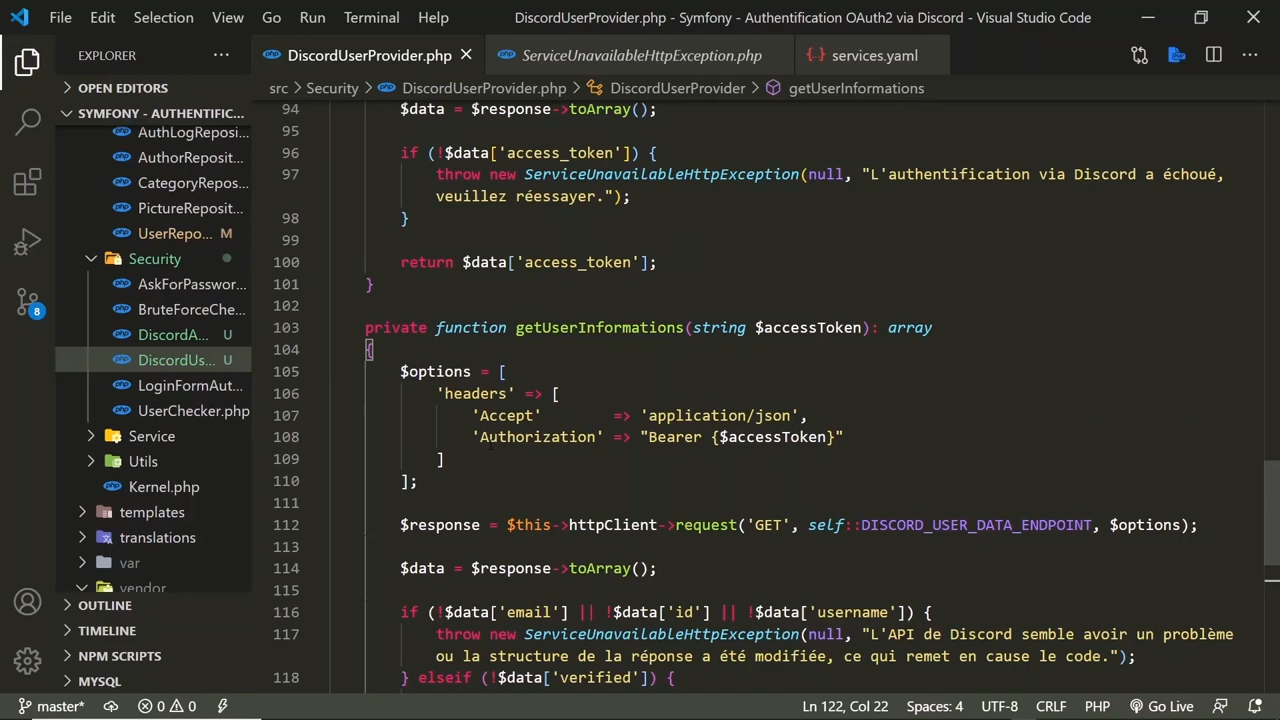 File Edit Selection View Go Run Terminal Help DiscordUserProvider.php - Symfony - Authentification OAuth2 via Discord - Visual Studio Code
EXPLORER ...
DiscordUserProvider.php ServiceUnavailableHttpException.php services.yaml ...
OPEN EDITORS
src > Security > DiscordUserProvider.php > DiscordUserProvider > getUserInformations
SYMFONY - AUTHENTIFIC...
AuthLogReposi...
AuthorReposit...
CategoryRepos...
PictureReposit...
UserRepo... M
Security
AskForPasswor...
BruteForceChe...
DiscordA... U
DiscordUs... U
LoginFormAut...
UserChecker.php
Service
Utils
Kernel.php
templates
translations
var
vendor
OUTLINE
TIMELINE
NPM SCRIPTS
MYSQL
8
94 $data = $response->toArray();
95
96 if (!$data['access_token']) {
97 throw new ServiceUnavailableHttpException(null, "L'authentification via Discord a échoué,
veuillez réessayer.");
98 }
99
100 return $data['access_token'];
101 }
102
103 private function getUserInformations(string $accessToken): array
104 {
105 $options = [
106 'headers' => [
107 'Accept' => 'application/json',
108 'Authorization' => "Bearer {$accessToken}"
109 ]
110 ];
111
112 $response = $this->httpClient->request('GET', self::DISCORD_USER_DATA_ENDPOINT, $options);
113
114 $data = $response->toArray();
115
116 if (!$data['email'] || !$data['id'] || !$data['username']) {
117 throw new ServiceUnavailableHttpException(null, "L'API de Discord semble avoir un problème
ou la structure de la réponse a été modifiée, ce qui remet en cause le code.");
118 } elseif (!$data['verified']) {
master* 0 0 Ln 122, Col 22 Spaces: 4 UTF-8 CRLF PHP Go Live